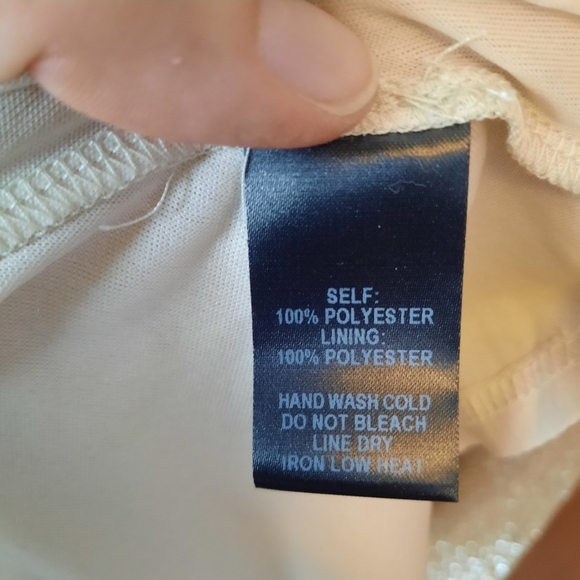 SELF:
100% POLYESTER
LINING:
100% POLYESTER
HAND WASH COLD
DO NOT BLEACH
LINE DRY
IRON LOW HEAT